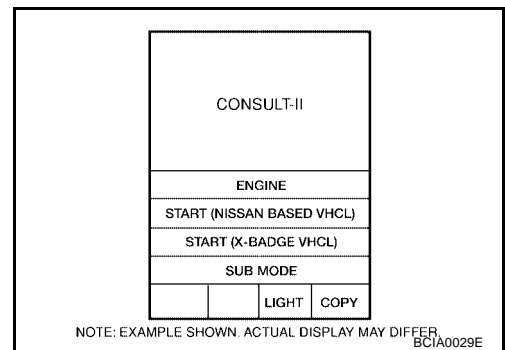 CONSULT-II
ENGINE
START (NISSAN BASED VHCL)
START (X-BADGE VHCL)
SUB MODE
LIGHT COPY
NOTE: EXAMPLE SHOWN. ACTUAL DISPLAY MAY DIFFER.
BCIA0029E